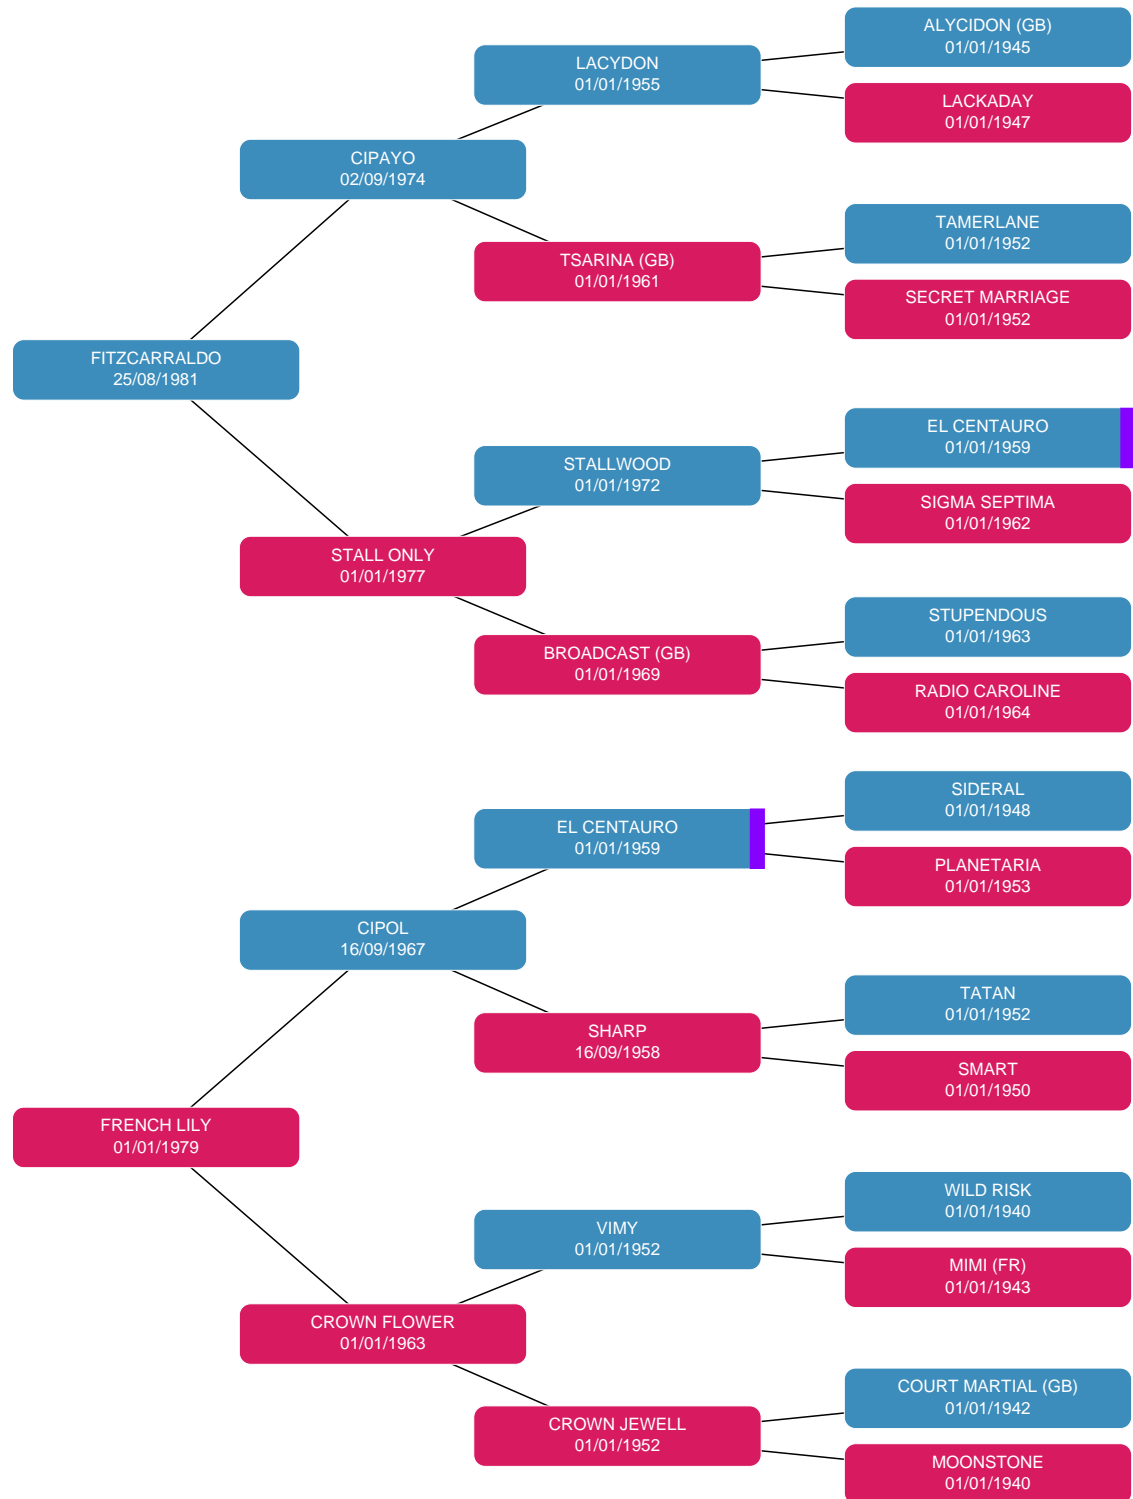 ALYCIDON (GB)
01/01/1945
LACYDON
01/01/1955
LACKADAY
01/01/1947
CIPAYO
02/09/1974
TAMERLANE
01/01/1952
TSARINA (GB)
01/01/1961
SECRET MARRIAGE
01/01/1952
FITZCARRALDO
25/08/1981
EL CENTAURO
01/01/1959
STALLWOOD
01/01/1972
SIGMA SEPTIMA
01/01/1962
STALL ONLY
01/01/1977
STUPENDOUS
01/01/1963
BROADCAST (GB)
01/01/1969
RADIO CAROLINE
01/01/1964
SIDERAL
01/01/1948
EL CENTAURO
01/01/1959
PLANETARIA
01/01/1953
CIPOL
16/09/1967
TATAN
01/01/1952
SHARP
16/09/1958
SMART
01/01/1950
FRENCH LILY
01/01/1979
WILD RISK
01/01/1940
VIMY
01/01/1952
MIMI (FR)
01/01/1943
CROWN FLOWER
01/01/1963
COURT MARTIAL (GB)
01/01/1942
CROWN JEWELL
01/01/1952
MOONSTONE
01/01/1940